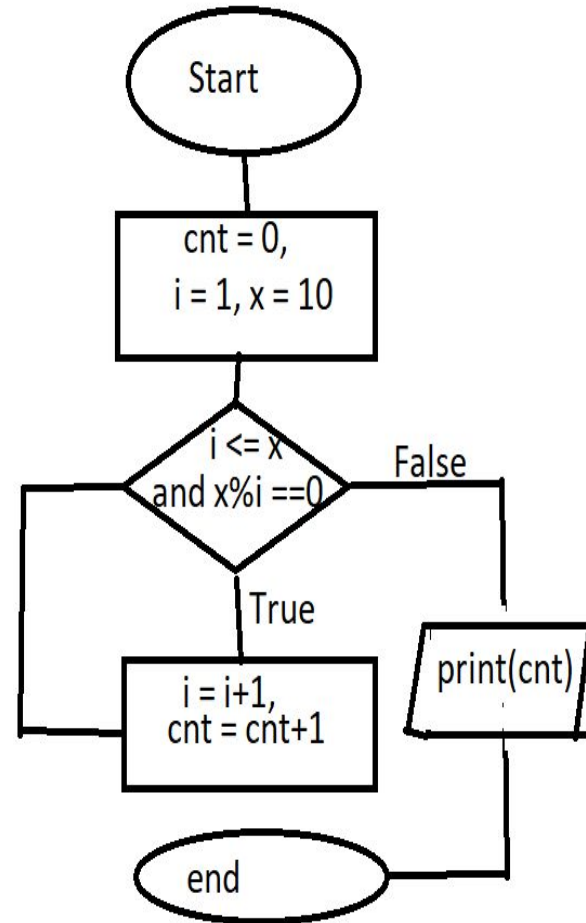 Start
cnt = 0,
i = 1, x = 10
i <= x
and x%i ==0
False
True
i = i+1,
cnt = cnt+1
print(cnt)
end